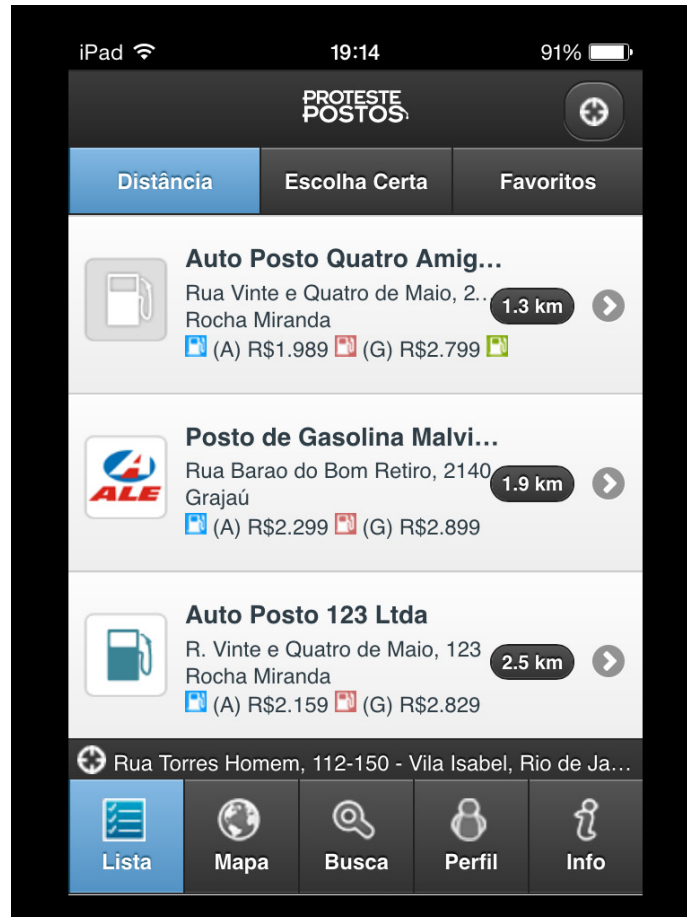 iPad 19:14 91%
PROTESTE
POSTOS
Distância Escolha Certa Favoritos
Auto Posto Quatro Amig...
Rua Vinte e Quatro de Maio, 2...
1.3 km
Rocha Miranda
(A) R$1.989 (G) R$2.799
Posto de Gasolina Malvi...
Rua Barao do Bom Retiro, 2140
1.9 km
Grajaú
(A) R$2.299 (G) R$2.899
ALE
Auto Posto 123 Ltda
R. Vinte e Quatro de Maio, 123
2.5 km
Rocha Miranda
(A) R$2.159 (G) R$2.829
Rua Torres Homem, 112-150 - Vila Isabel, Rio de Ja...
Lista Mapa Busca Perfil Info